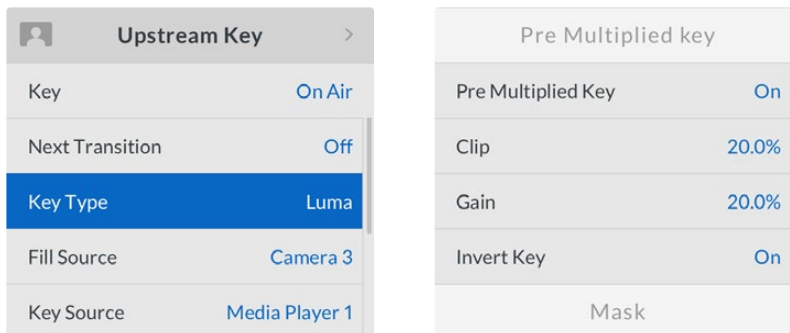 Upstream Key
Key On Air
Next Transition Off
Key Type Luma
Fill Source Camera 3
Key Source Media Player 1
Pre Multiplied key
Pre Multiplied Key On
Clip 20.0%
Gain 20.0%
Invert Key On
Mask